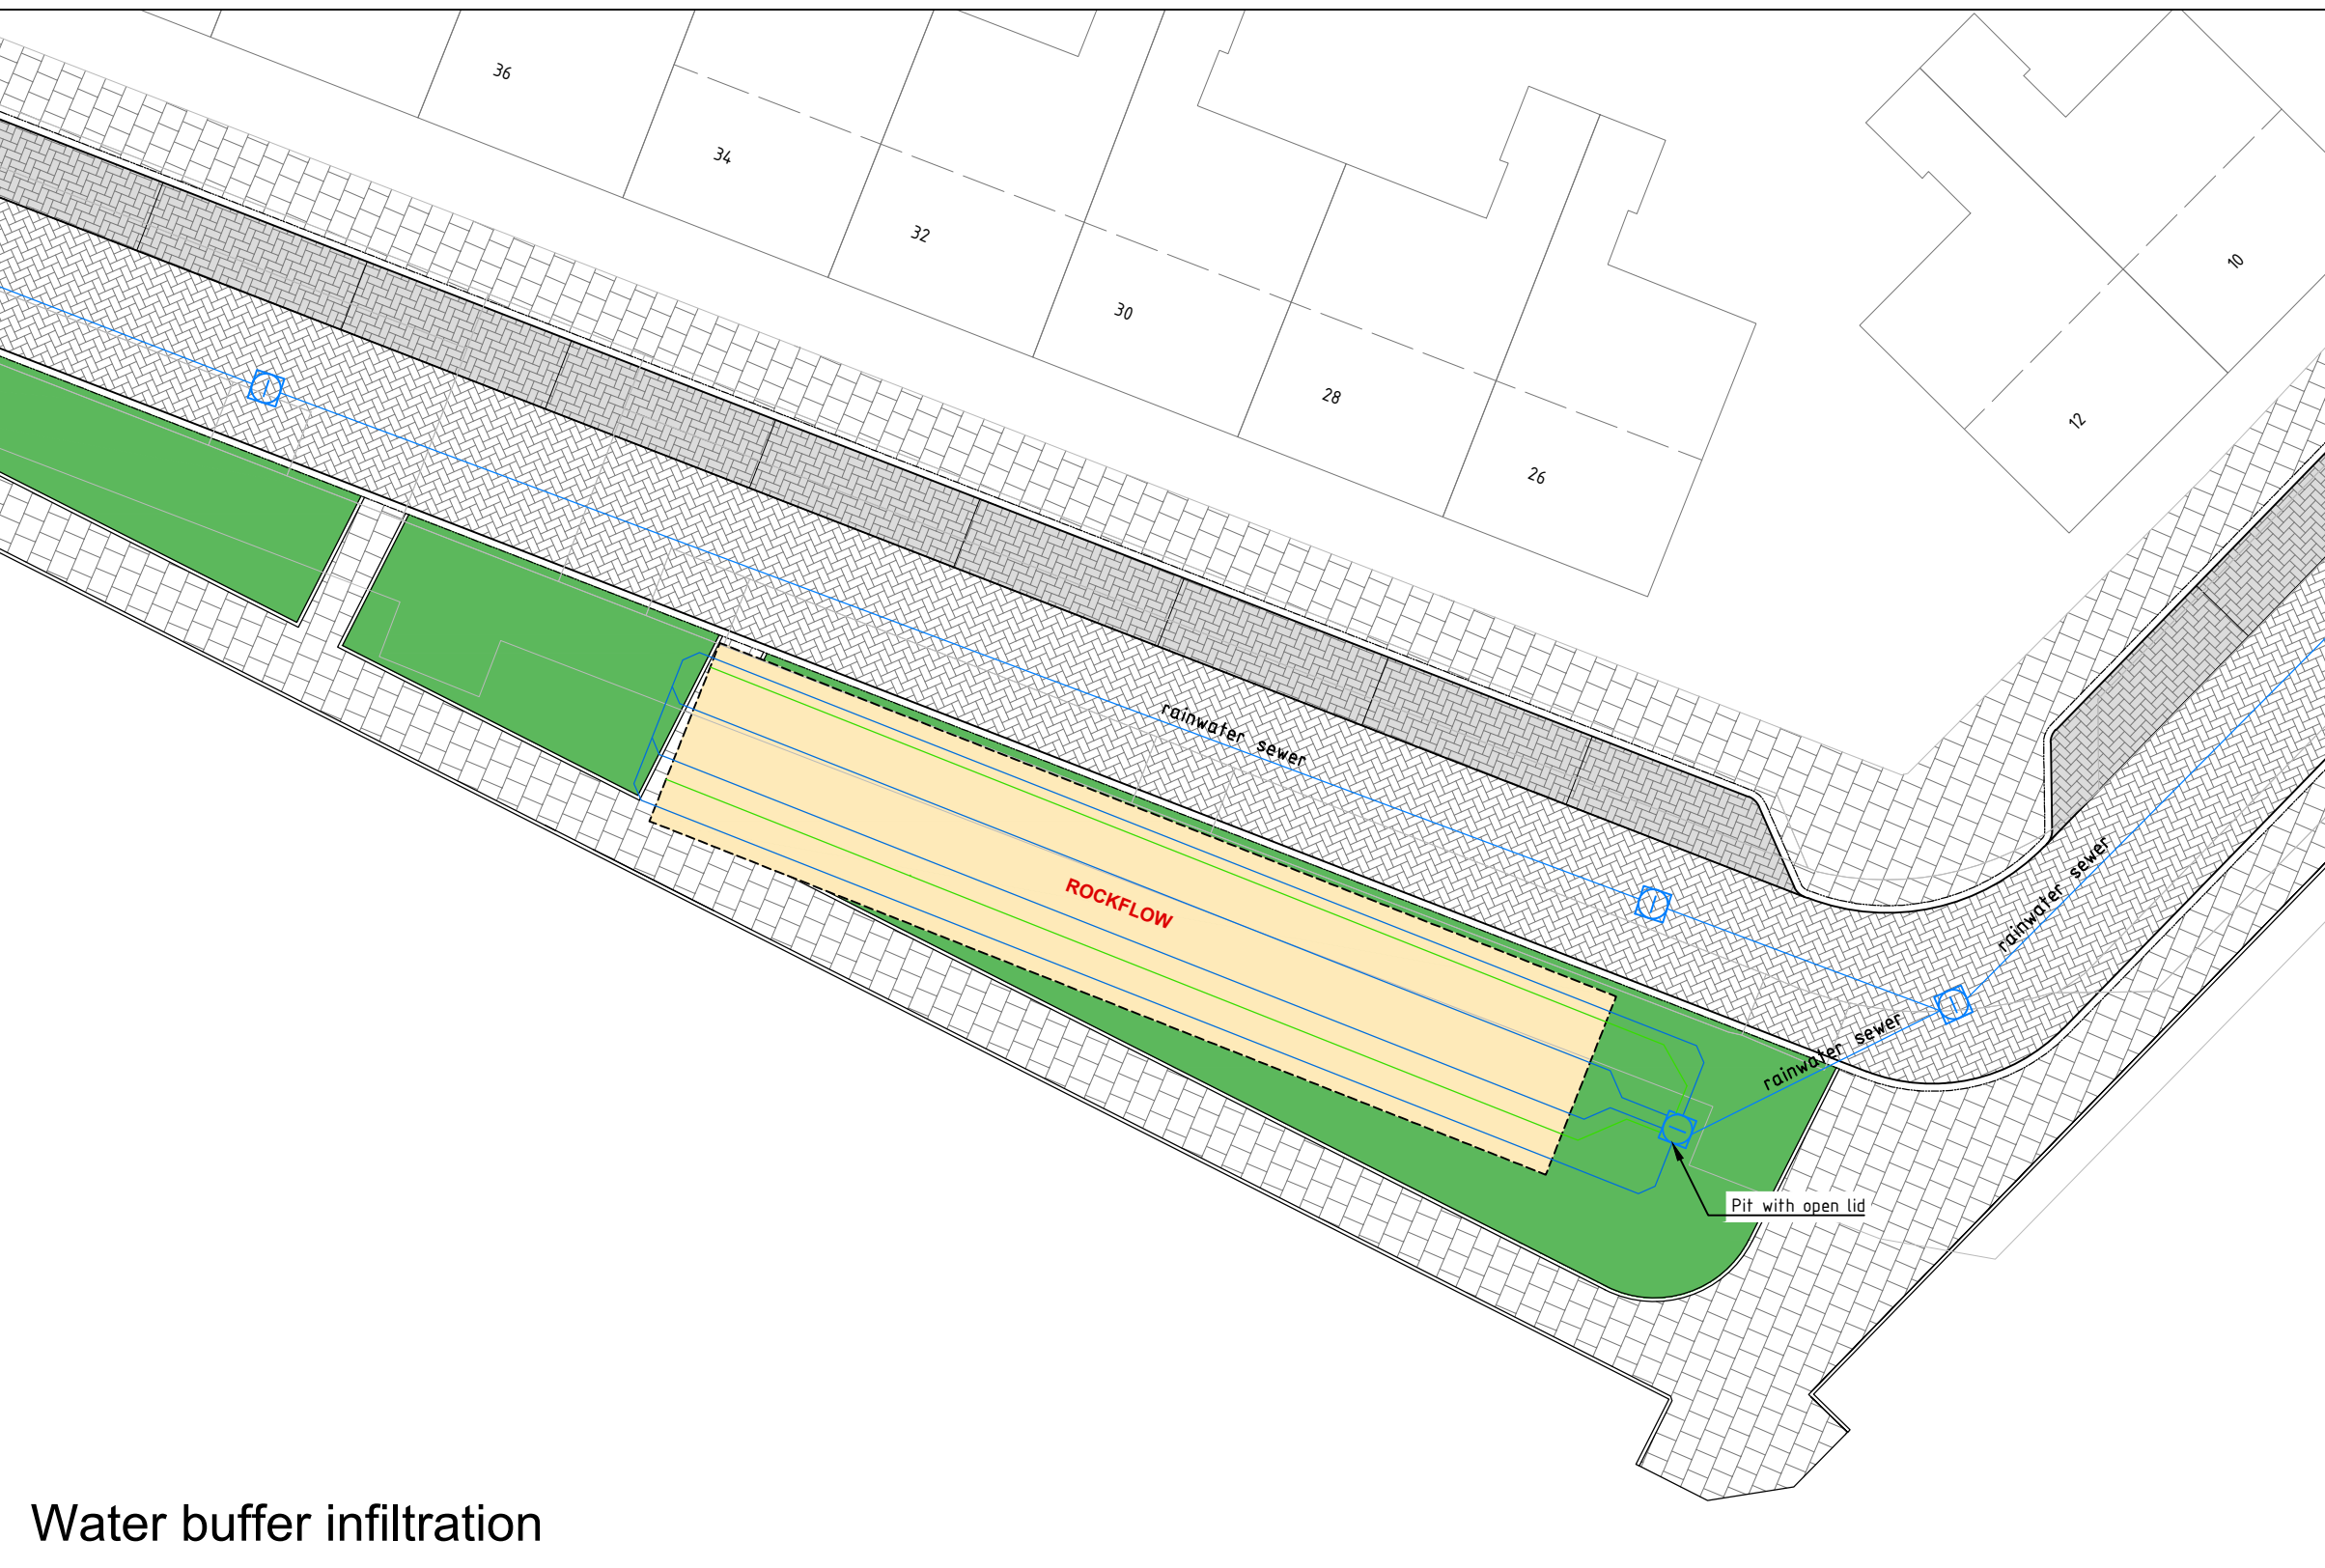 36
34
32
30
28
26
10
12
rainwater sewer
rainwater sewer
rainwater sewer
ROCKFLOW
Pit with open lid
Water buffer infiltration